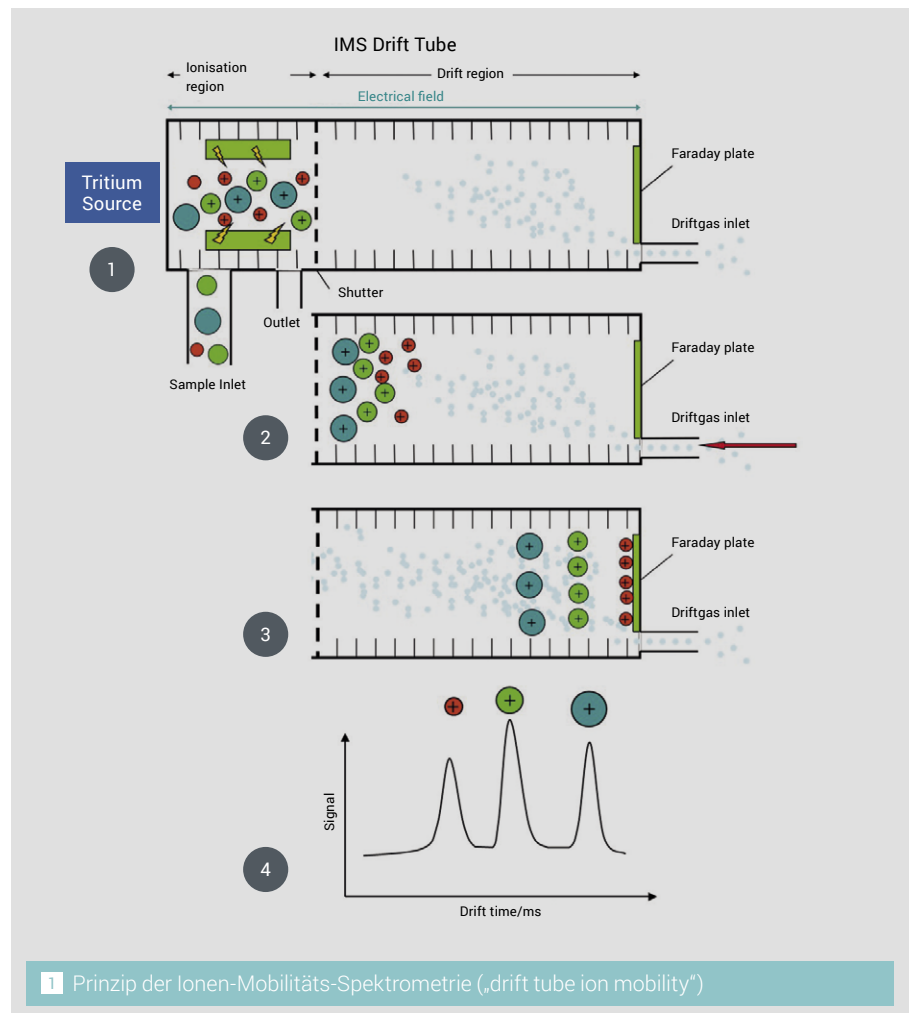 IMS Drift Tube
Ionisation
region
Drift region
Electrical field
Tritium
Source
Faraday plate
Driftgas inlet
1
Shutter
Outlet
Sample Inlet
Faraday plate
Driftgas inlet
2
Faraday plate
Driftgas inlet
3
Signal
4
Drift time/ms
1 Prinzip der Ionen-Mobilitäts-Spektrometrie („drift tube ion mobility“)